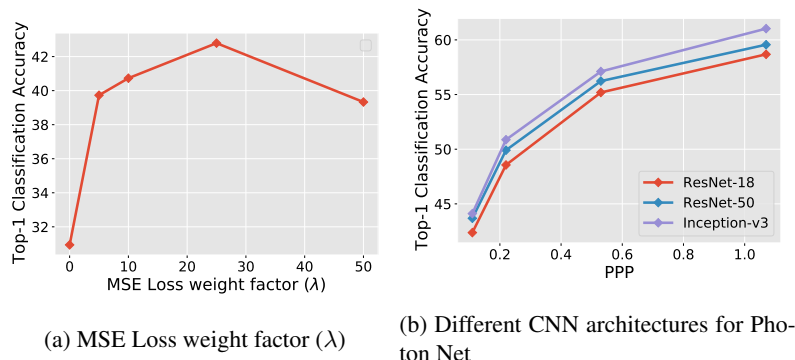 Top-1 Classification Accuracy
42
40
38
36
34
32
0 10 20 30 40 50
MSE Loss weight factor (λ)
(a) MSE Loss weight factor (λ)
Top-1 Classification Accuracy
60
55
50
45
ResNet-18
ResNet-50
Inception-v3
0.2 0.4 0.6 0.8 1.0
PPP
(b) Different CNN architectures for Pho-
ton Net